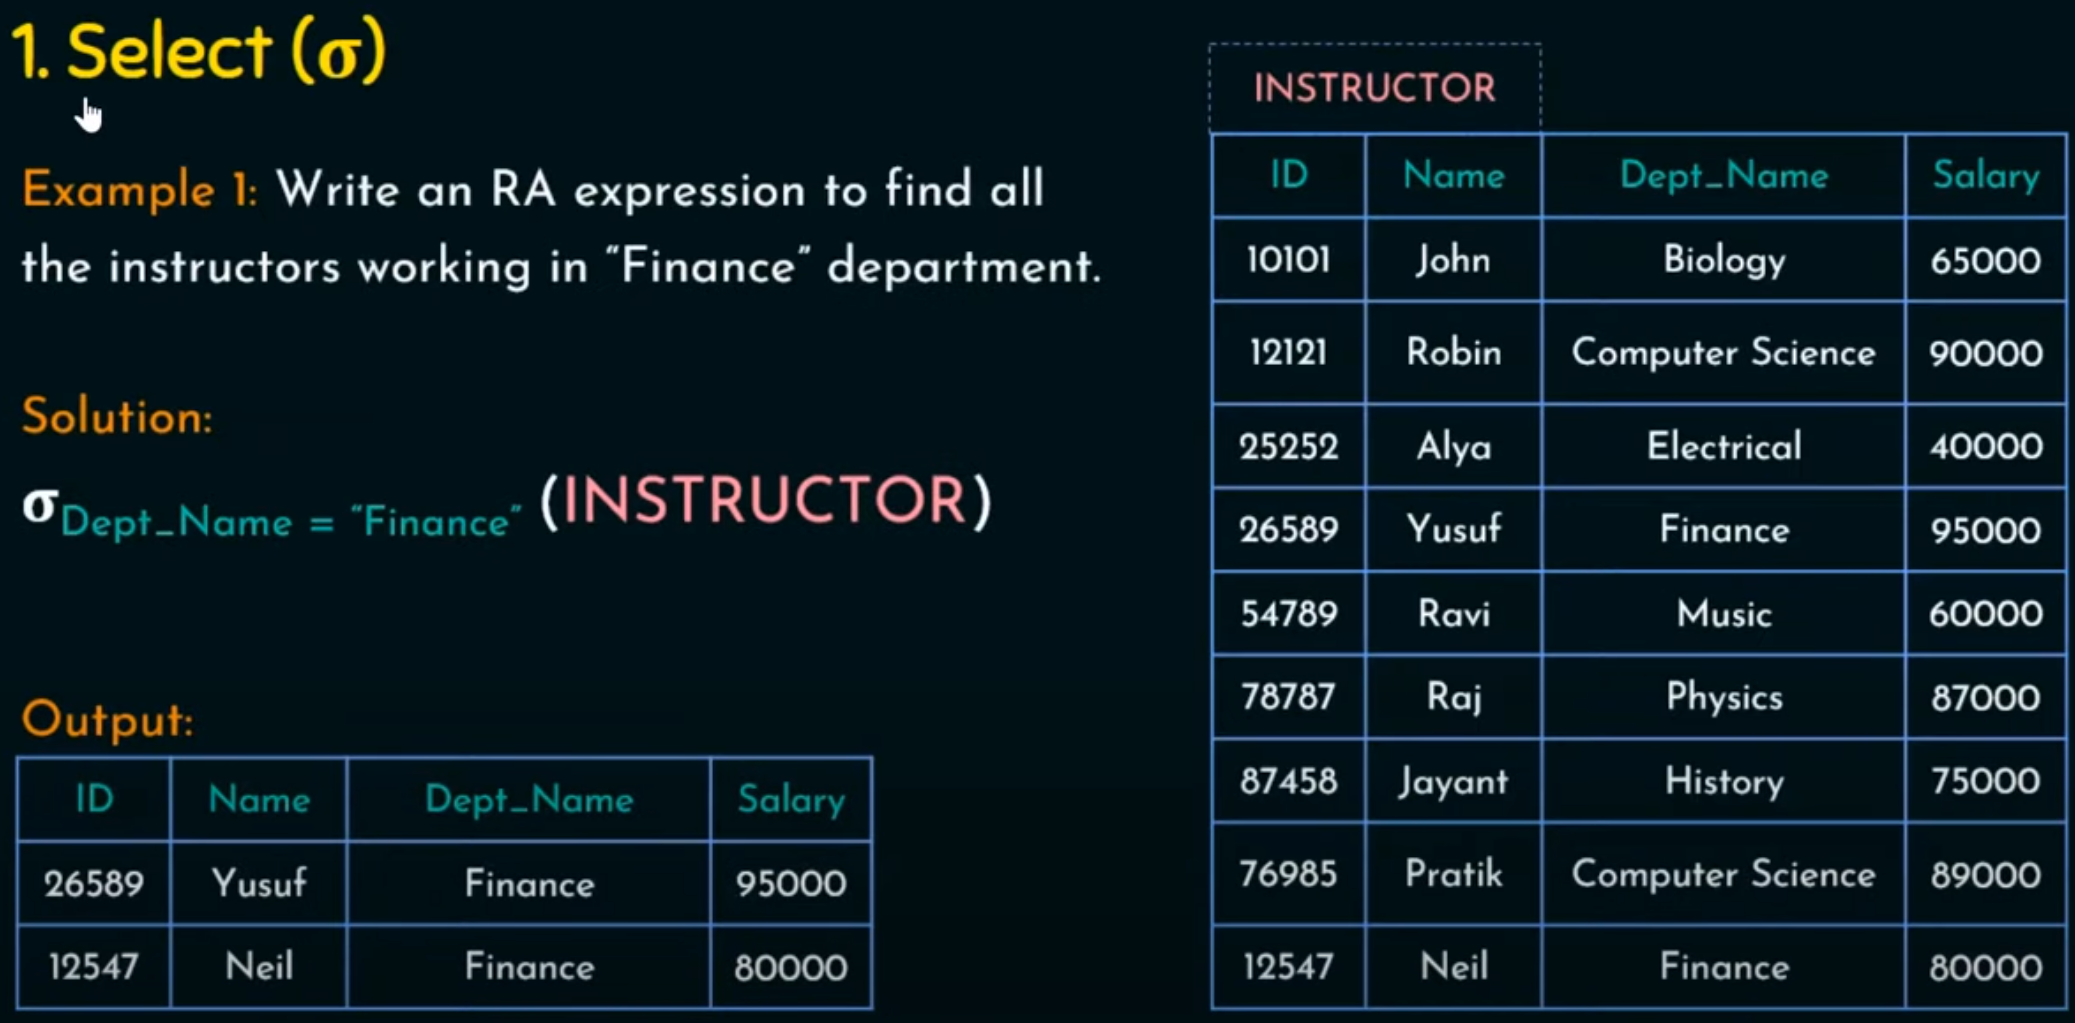 1. Select (σ)
Example 1: Write an RA expression to find all
the instructors working in “Finance” department.
Solution:
σ Dept_Name = “Finance” (INSTRUCTOR)
Output:
ID Name Dept_Name Salary
26589 Yusuf Finance 95000
12547 Neil Finance 80000
INSTRUCTOR
ID Name Dept_Name Salary
10101 John Biology 65000
12121 Robin Computer Science 90000
25252 Alya Electrical 40000
26589 Yusuf Finance 95000
54789 Ravi Music 60000
78787 Raj Physics 87000
87458 Jayant History 75000
76985 Pratik Computer Science 89000
12547 Neil Finance 80000